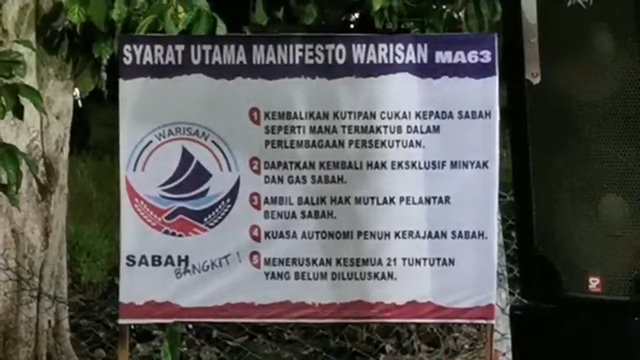 SYARAT UTAMA MANIFESTO WARISAN MA63
WARISAN
SABAH
BANGKIT!
1 KEMBALIKAN KUTIPAN CUKAI KEPADA SABAH
SEPERTI MANA TERMAKTUB DALAM
PERLEMBAGAAN PERSEKUTUAN.
2 DAPATKAN KEMBALI HAK EKSKLUSIF MINYAK
DAN GAS SABAH.
3 AMBIL BALIK HAK MUTLAK PELANTAR
BENUA SABAH.
4 KUASA AUTONOMI PENUH KERAJAAN SABAH.
5 MENERUSKAN KESEMUA 21 TUNTUTAN
YANG BELUM DILULUSKAN.